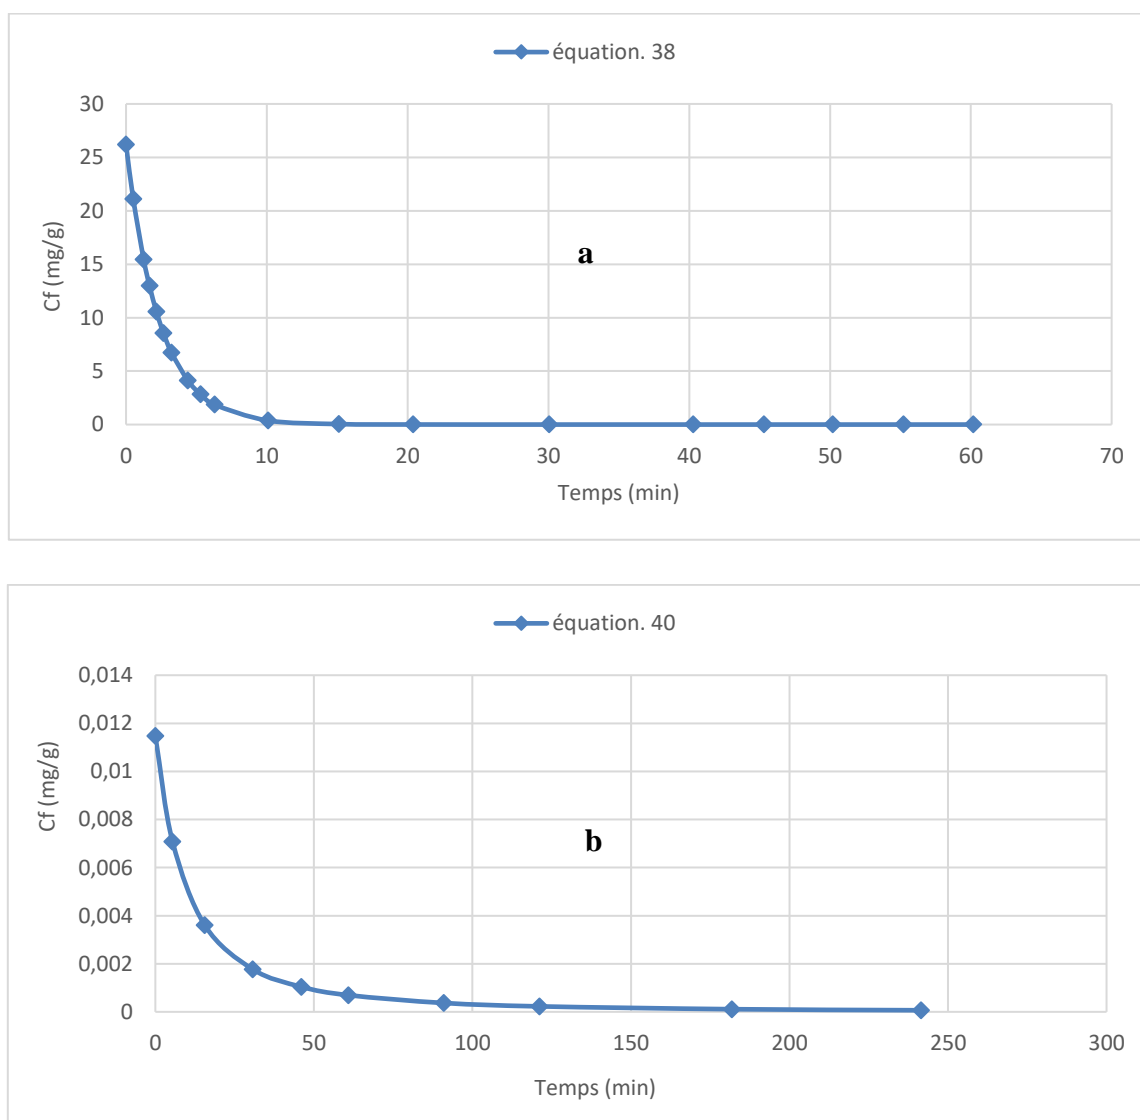 équation. 38
30
25
20
15
10
5
0
Cf (mg/g)
a
0 10 20 30 40 50 60 70
Temps (min)
équation. 40
0,014
0,012
0,01
0,008
0,006
0,004
0,002
0
Cf (mg/g)
b
0 50 100 150 200 250 300
Temps (min)